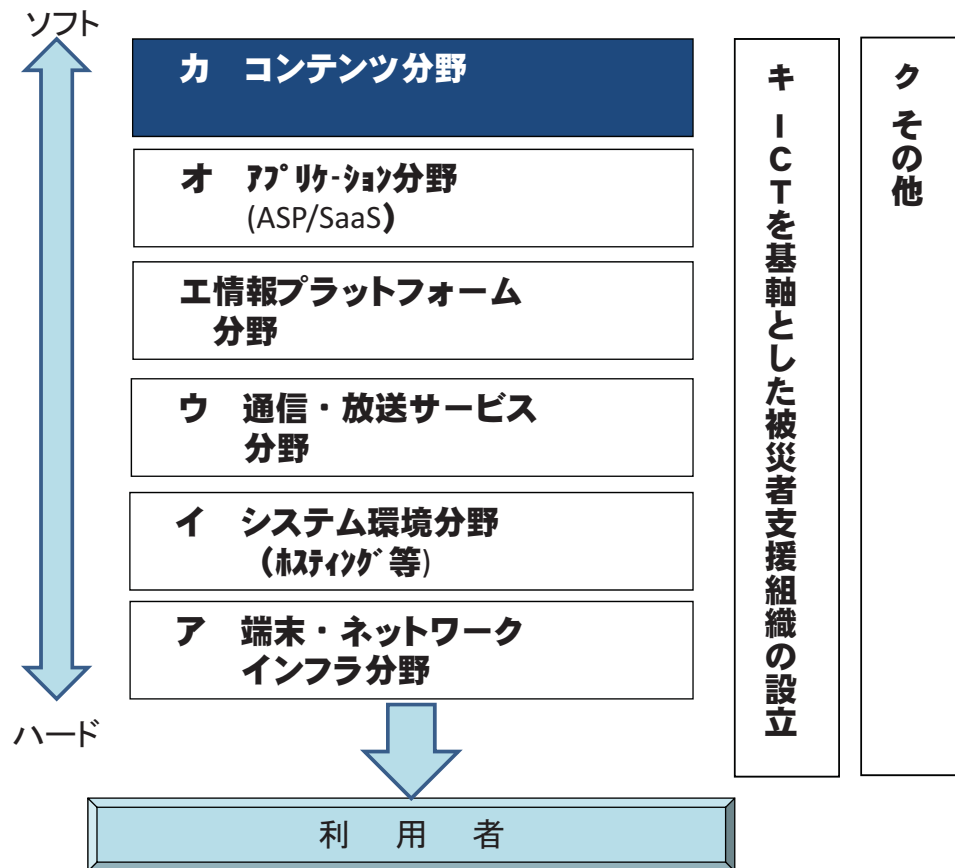 ソフト
カ コンテンツ分野
オ ｱﾌﾟﾘｹｰｼｮﾝ分野
(ASP/SaaS)
エ情報プラットフォーム
分野
ウ 通信・放送サービス
分野
イ システム環境分野
(ﾎｽﾃｨﾝｸﾞ等)
ア 端末・ネットワーク
インフラ分野
ハード
キ ICTを基軸とした被災者支援組織の設立
ク その他
利 用 者